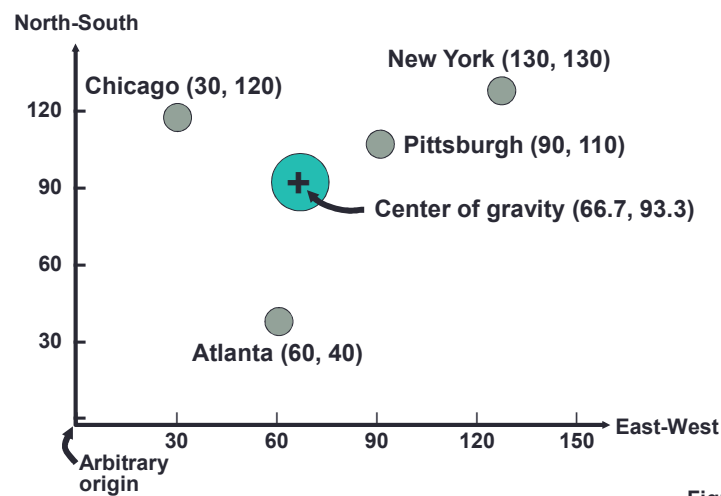 North-South
New York (130, 130)
Chicago (30, 120)
120
Pittsburgh (90, 110)
90
+
Center of gravity (66.7, 93.3)
60
30
Atlanta (60, 40)
East-West
30
60
90
120
150
Arbitrary
origin